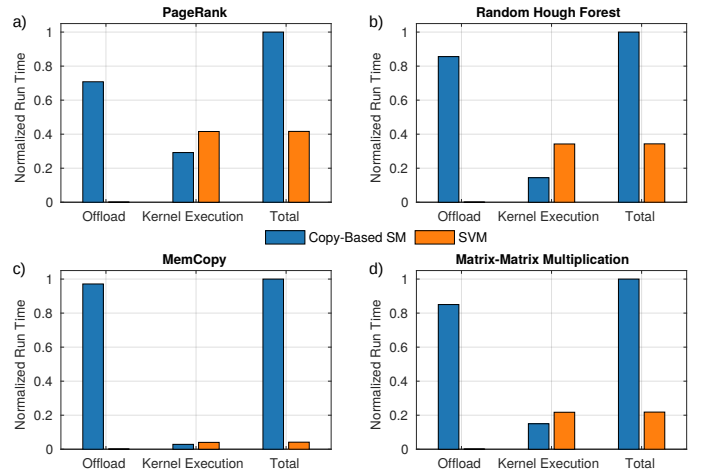 a) PageRank
Normalized Run Time
1
0.8
0.6
0.4
0.2
0
Offload Kernel Execution Total
b) Random Hough Forest
Normalized Run Time
1
0.8
0.6
0.4
0.2
0
Offload Kernel Execution Total
Copy-Based SM SVM
c) MemCopy
Normalized Run Time
1
0.8
0.6
0.4
0.2
0
Offload Kernel Execution Total
d) Matrix-Matrix Multiplication
Normalized Run Time
1
0.8
0.6
0.4
0.2
0
Offload Kernel Execution Total